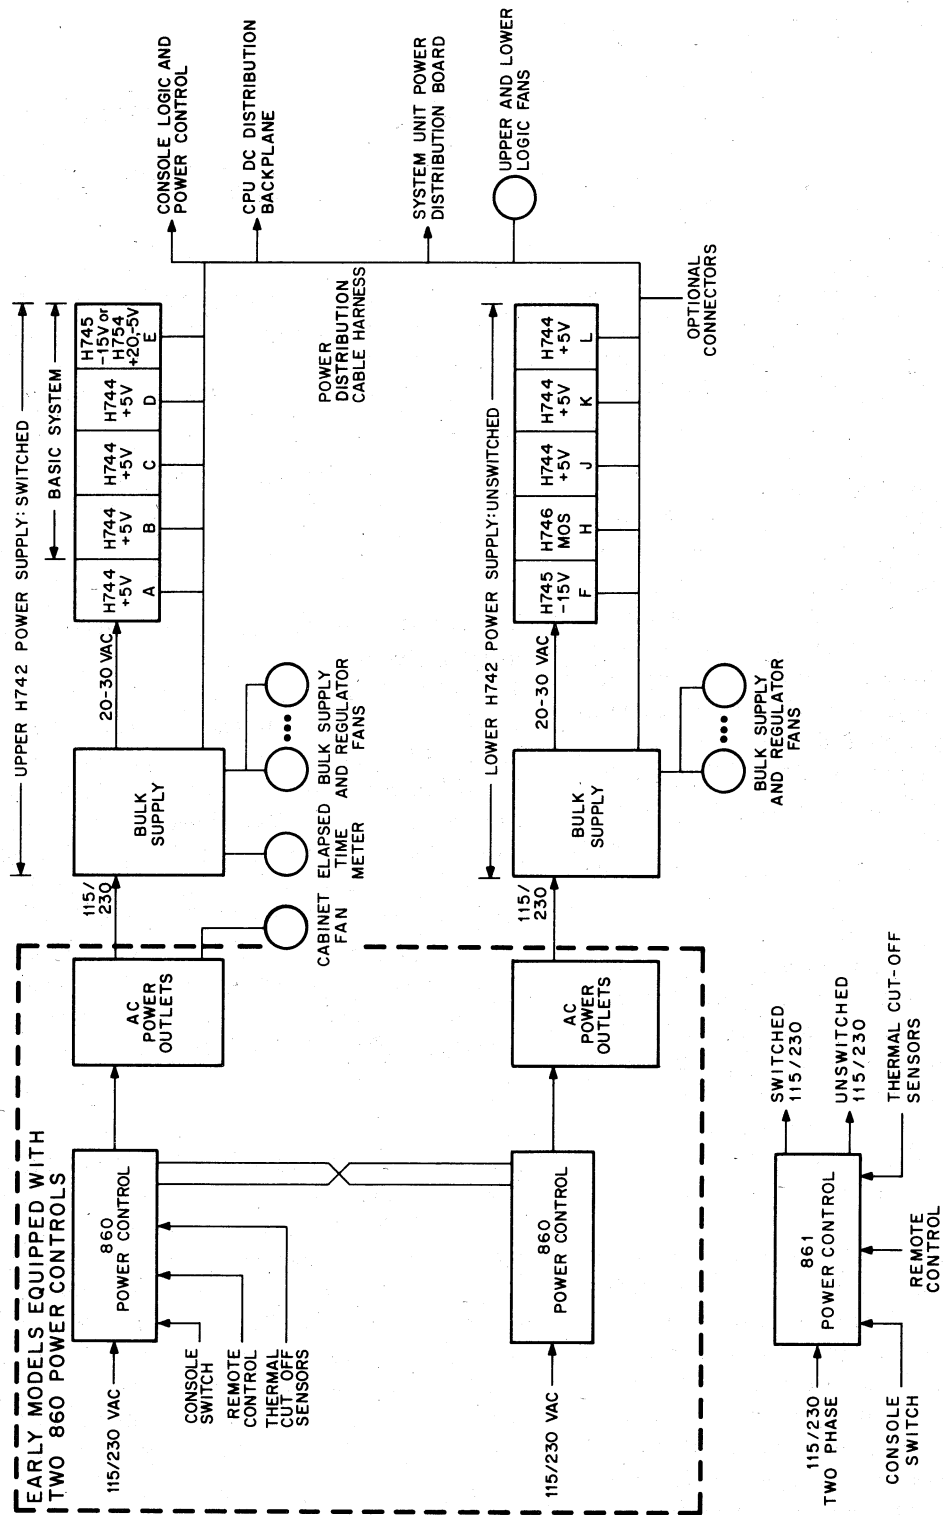 EARLY MODELS EQUIPPED WITH
TWO 860 POWER CONTROLS
115/230 VAC
860
POWER CONTROL
CONSOLE
SWITCH
REMOTE
CONTROL
THERMAL
CUT OFF
SENSORS
AC
POWER
OUTLETS
CABINET
FAN
115/
230
UPPER H742 POWER SUPPLY: SWITCHED
BULK
SUPPLY
ELAPSED
TIME
METER
BULK SUPPLY
AND REGULATOR
FANS
20-30 VAC
BASIC SYSTEM
H744
+5V
A
H744
+5V
B
H744
+5V
C
H744
+5V
D
H745
-15V or
H754
+20,-5V
E
POWER
DISTRIBUTION
CABLE HARNESS
CONSOLE LOGIC AND
POWER CONTROL
CPU DC DISTRIBUTION
BACKPLANE
SYSTEM UNIT POWER
DISTRIBUTION BOARD
UPPER AND LOWER
LOGIC FANS
115/230 VAC
860
POWER CONTROL
AC
POWER
OUTLETS
115/
230
LOWER H742 POWER SUPPLY:UNSWITCHED
BULK
SUPPLY
BULK SUPPLY
AND REGULATOR
FANS
20-30 VAC
H745
-15V
F
H746
MOS
H
H744
+5V
J
H744
+5V
K
H744
+5V
L
OPTIONAL
CONNECTORS
115/230
TWO PHASE
861
POWER CONTROL
CONSOLE
SWITCH
REMOTE
CONTROL
THERMAL CUT-OFF
SENSORS
SWITCHED
115/230
UNSWITCHED
115/230